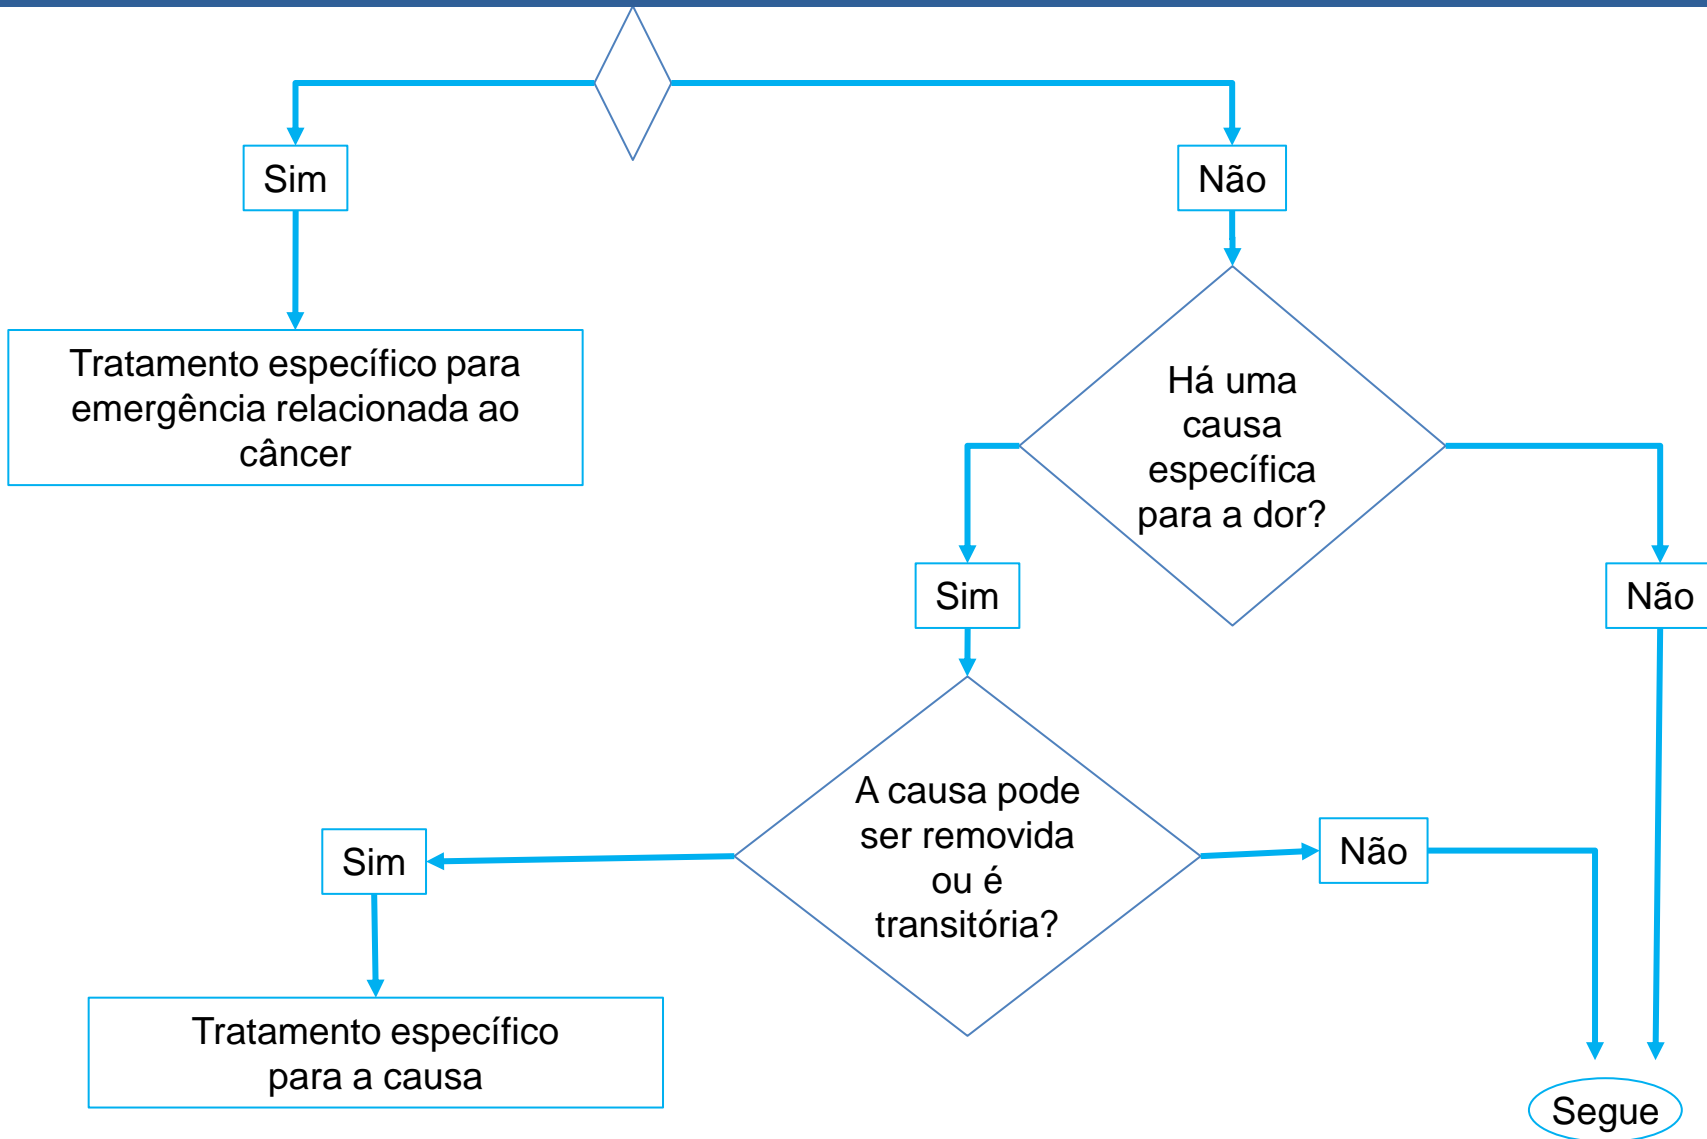 Sim
Não
Tratamento específico para
emergência relacionada ao
câncer
Há uma
causa
específica
para a dor?
Sim
Não
A causa pode
ser removida
ou é
transitória?
Sim
Não
Tratamento específico
para a causa
Segue